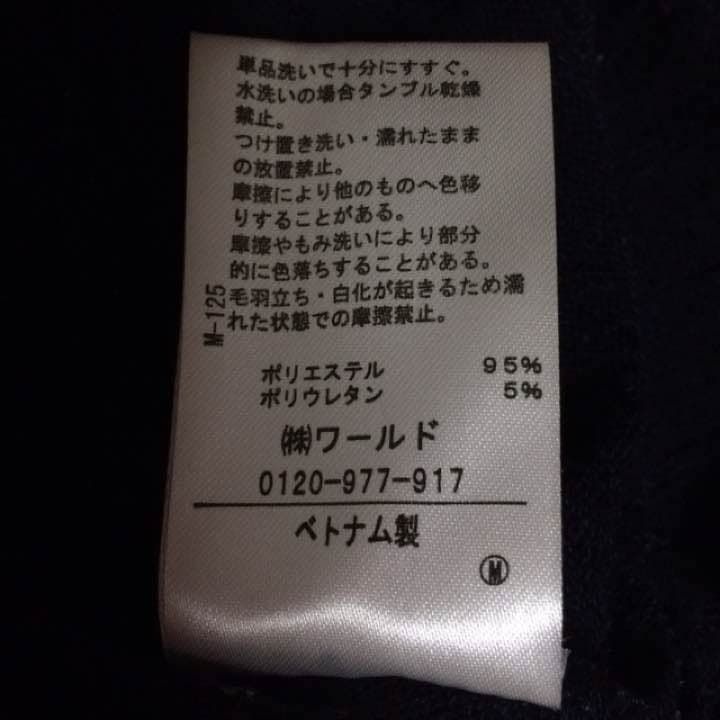 単品洗いで十分にすすぐ。
水洗いの場合タンブル乾燥
禁止。
つけ置き洗い・濡れたまま
の放置禁止。
摩擦により他のものへ色移
りすることがある。
摩擦やもみ洗いにより部分
的に色落ちすることがある。
毛羽立ち・白化が起きるため濡
れた状態での摩擦禁止。
M-125
ポリエステル 95%
ポリウレタン 5%
㈱ワールド
0120-977-917
ベトナム製
Ⓜ